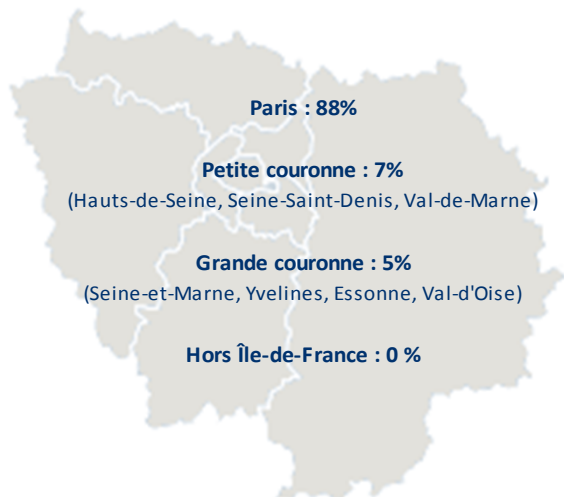 Paris : 88%
Petite couronne : 7%
(Hauts-de-Seine, Seine-Saint-Denis, Val-de-Marne)
Grande couronne : 5%
(Seine-et-Marne, Yvelines, Essonne, Val-d'Oise)
Hors Île-de-France : 0 %